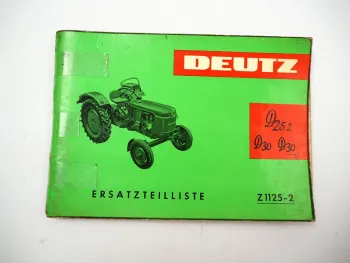 DEUTZ
D25.2
D30 D30
ERSATZTEILLISTE Z1125-2